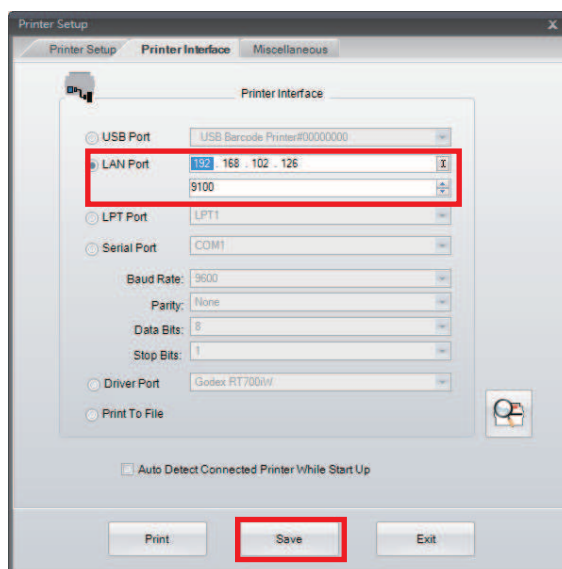 Printer Setup X
Printer Setup Printer Interface Miscellaneous
Printer Interface
USB Port USB Barcode Printer#00000000
LAN Port 192 . 168 . 102 . 126
9100
LPT Port LPT1
Serial Port COM1
Baud Rate: 9600
Parity: None
Data Bits: 8
Stop Bits: 1
Driver Port Godex RT700iW
Print To File
Auto Detect Connected Printer While Start Up
Print Save Exit